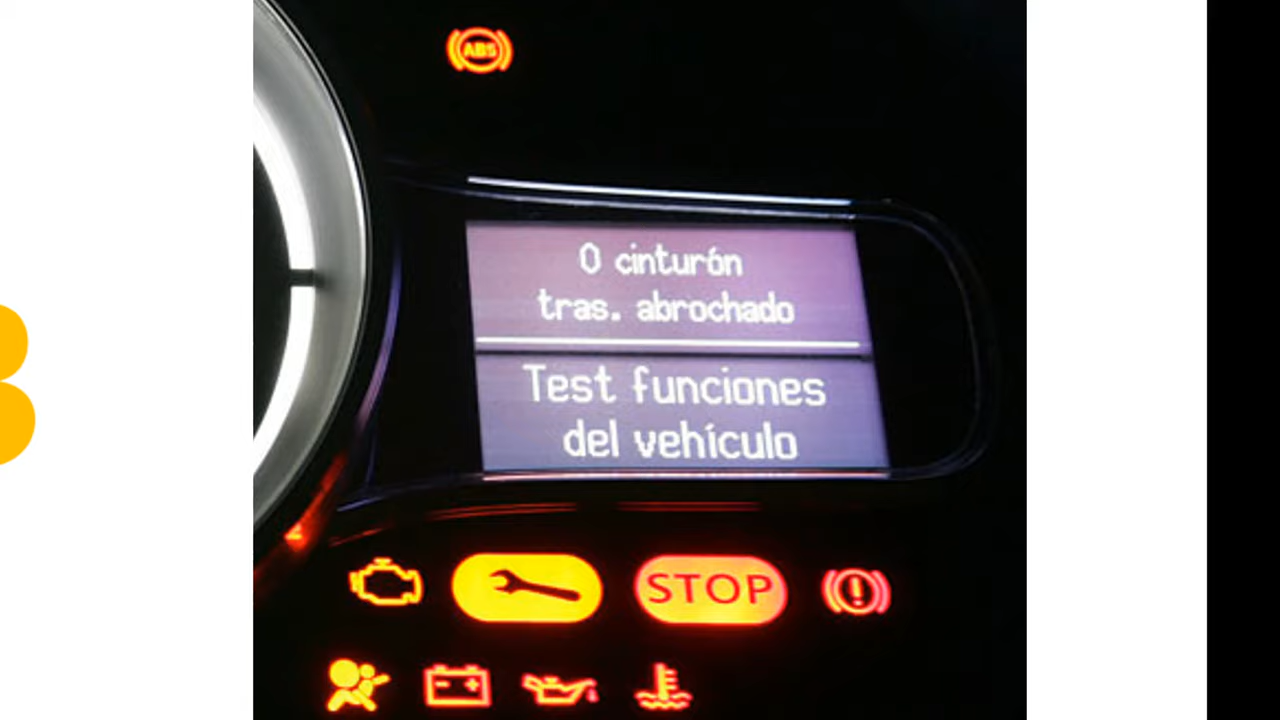 ABS
0 cinturón
tras. abrochado
Test funciones
del vehículo
STOP